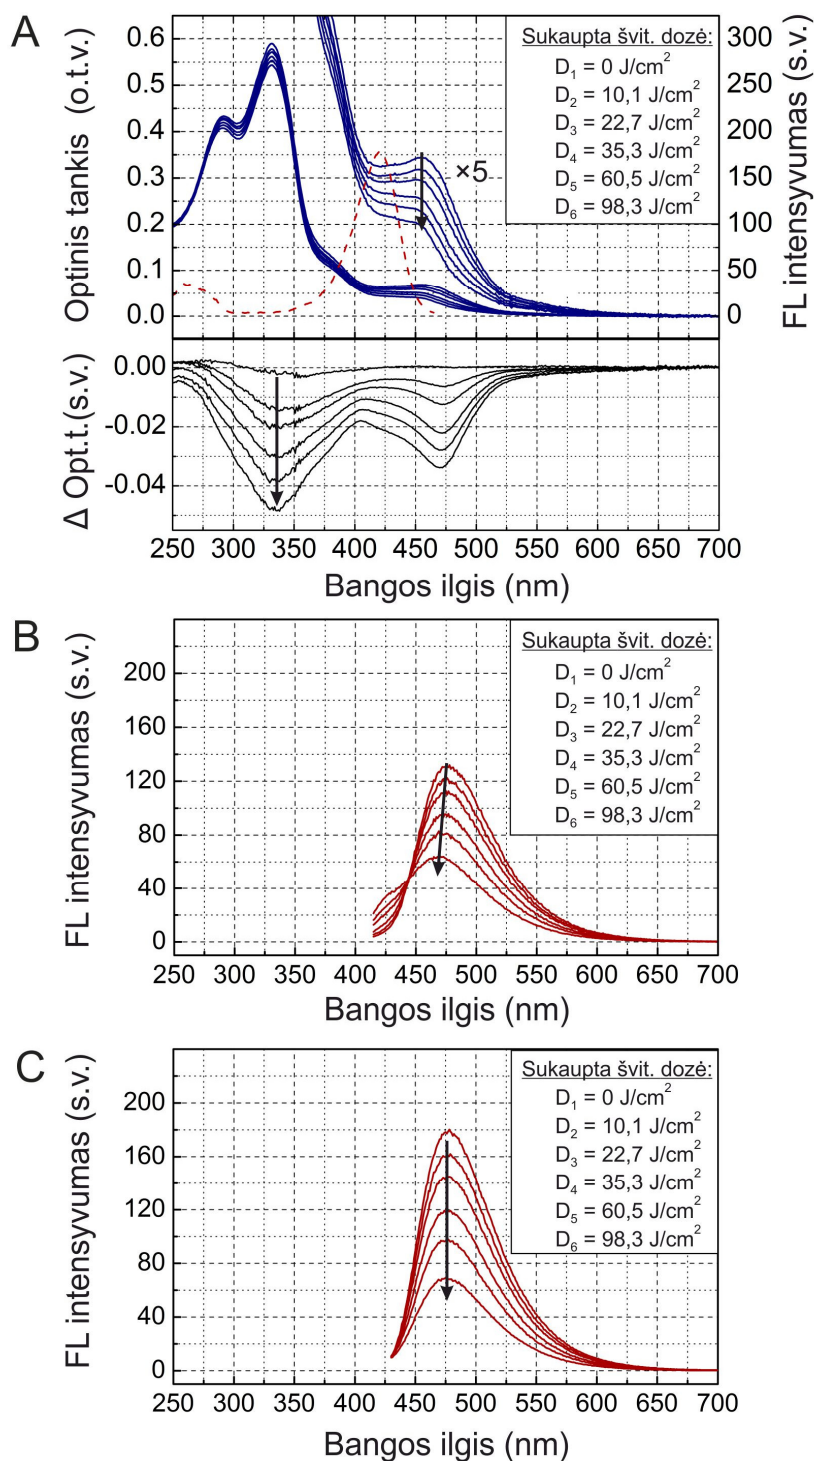 A
Optinis tankis (o.t.v.)
0.6
0.5
0.4
0.3
0.2
0.1
0.0
×5
Sukaupta švit. dozė:
D₁ = 0 J/cm²
D₂ = 10,1 J/cm²
D₃ = 22,7 J/cm²
D₄ = 35,3 J/cm²
D₅ = 60,5 J/cm²
D₆ = 98,3 J/cm²
300
250
200
150
100
50
0
FL intensyvumas (s.v.)
Δ Opt.t.(s.v.)
0.00
-0.02
-0.04
250 300 350 400 450 500 550 600 650 700
Bangos ilgis (nm)
B
FL intensyvumas (s.v.)
200
160
120
80
40
0
Sukaupta švit. dozė:
D₁ = 0 J/cm²
D₂ = 10,1 J/cm²
D₃ = 22,7 J/cm²
D₄ = 35,3 J/cm²
D₅ = 60,5 J/cm²
D₆ = 98,3 J/cm²
250 300 350 400 450 500 550 600 650 700
Bangos ilgis (nm)
C
FL intensyvumas (s.v.)
200
160
120
80
40
0
Sukaupta švit. dozė:
D₁ = 0 J/cm²
D₂ = 10,1 J/cm²
D₃ = 22,7 J/cm²
D₄ = 35,3 J/cm²
D₅ = 60,5 J/cm²
D₆ = 98,3 J/cm²
250 300 350 400 450 500 550 600 650 700
Bangos ilgis (nm)